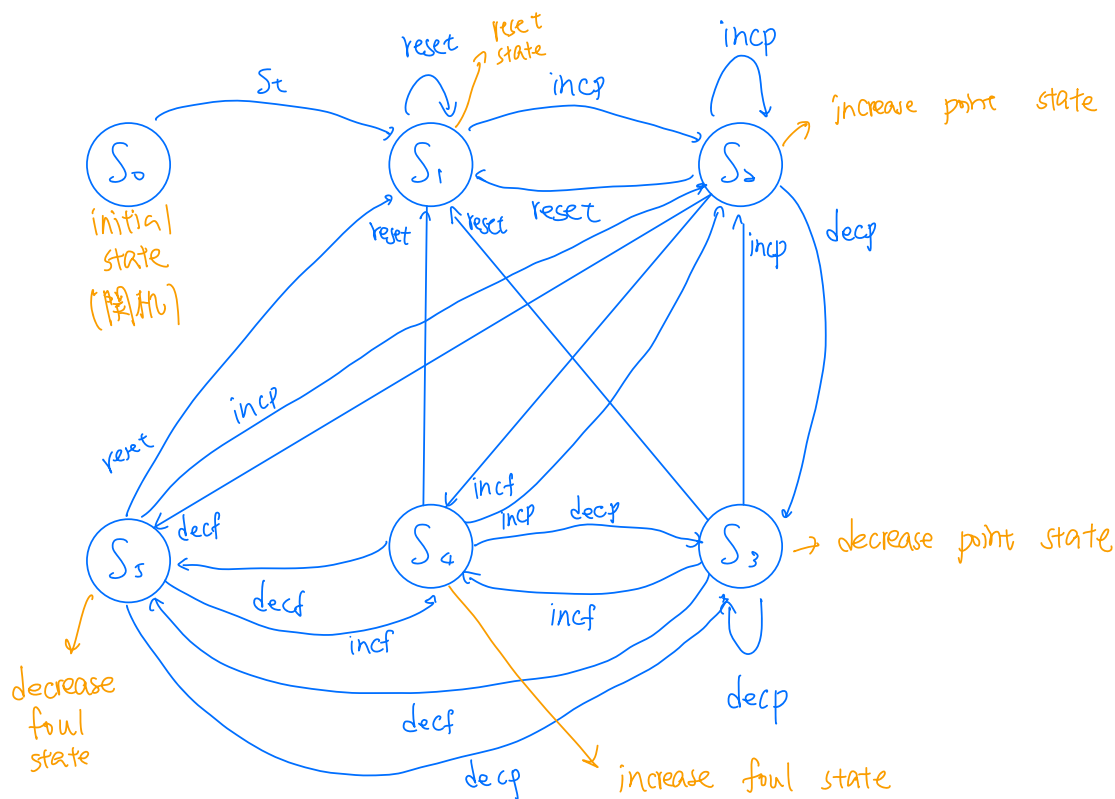 reset
reset
state
St
incp
incp
increase point state
S0
S1
S2
initial
state
(関机)
reset
reset
reset
decp
incp
incp
reset
decf
incf
incp
decp
S5
S4
S3
decrease point state
decf
incf
incf
decrease
foul
state
decf
decp
decp
increase foul state